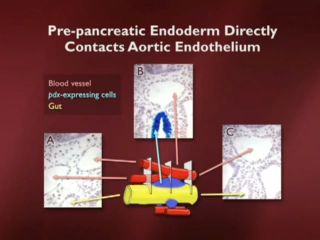 Pre-pancreatic Endoderm Directly
Contacts Aortic Endothelium
Blood vessel
pdx-expressing cells
Gut
B
A
C